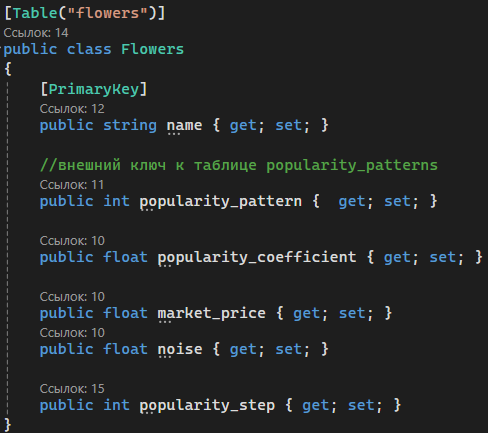 [Table("flowers")]
Ссылок: 14
public class Flowers
{
[PrimaryKey]
Ссылок: 12
public string name { get; set; }
//внешний ключ к таблице popularity_patterns
Ссылок: 11
public int popularity_pattern {  get; set; }
Ссылок: 10
public float popularity_coefficient { get; set; }
Ссылок: 10
public float market_price { get; set; }
Ссылок: 10
public float noise { get; set; }
Ссылок: 15
public int popularity_step { get; set; }
}